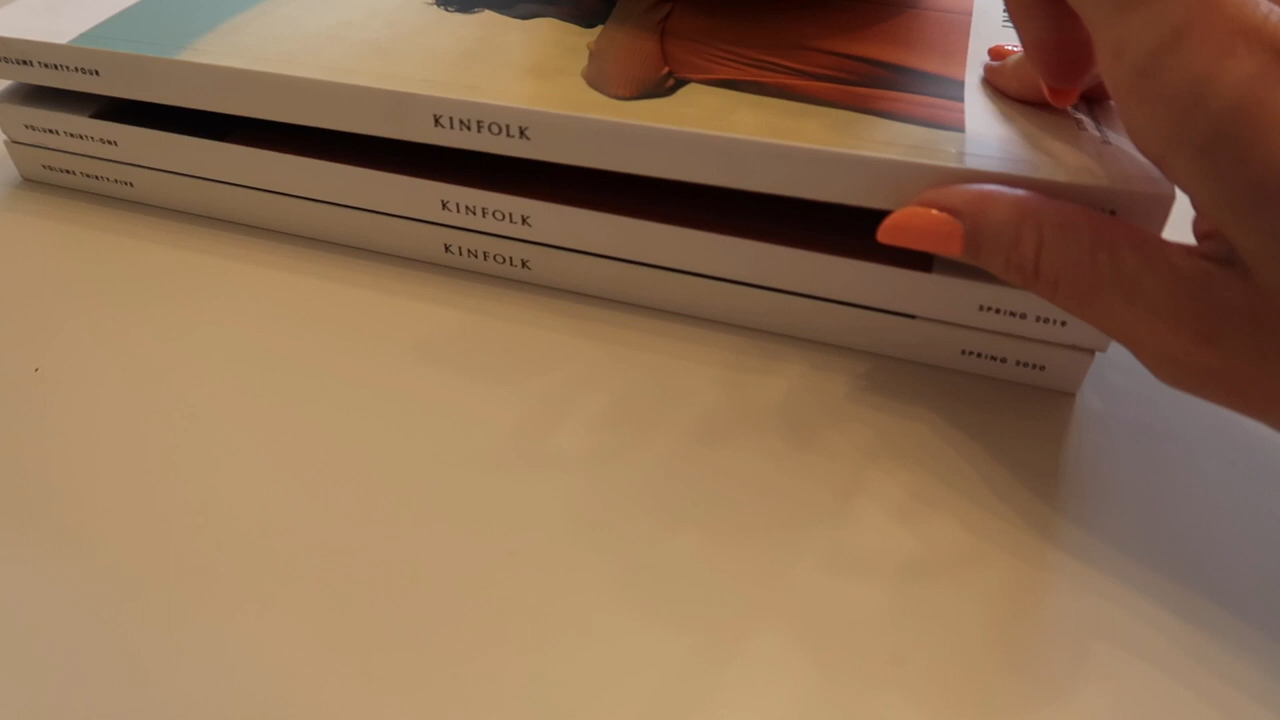 VOLUME THIRTY-FOUR
KINFOLK
VOLUME THIRTY-ONE
KINFOLK
SPRING 2019
VOLUME THIRTY-FIVE
KINFOLK
SPRING 2020